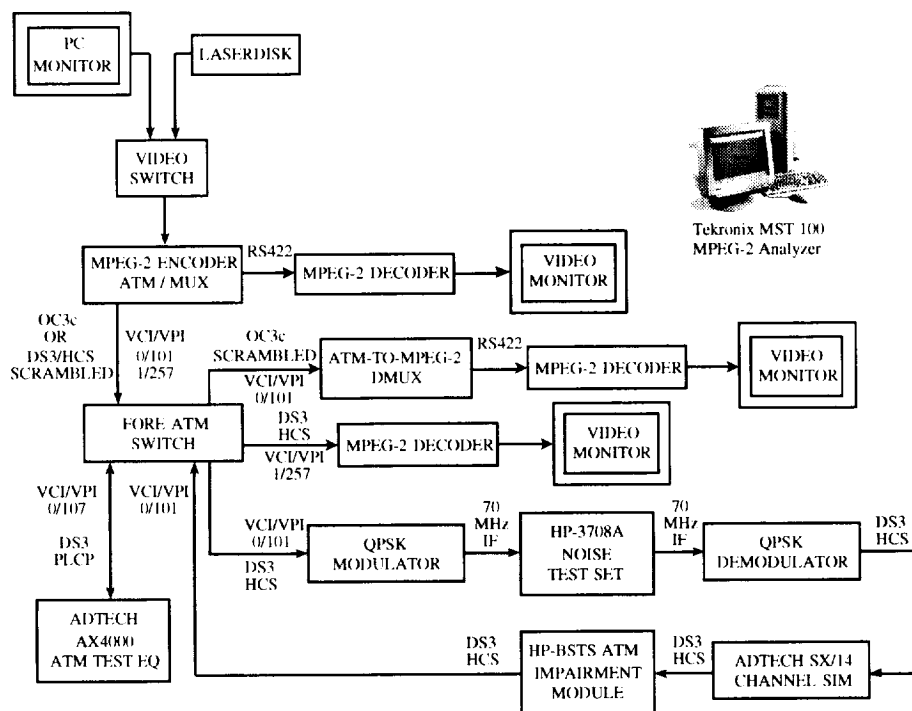 PC
MONITOR
LASERDISK
VIDEO
SWITCH
Tekronix MST 100
MPEG-2 Analyzer
MPEG-2 ENCODER
ATM / MUX
RS422
MPEG-2 DECODER
VIDEO
MONITOR
OC3c
OR
DS3/HCS
SCRAMBLED
VCI/VPI
0/101
1/257
OC3c
SCRAMBLED
VCI/VPI
0/101
ATM-TO-MPEG-2
DMUX
RS422
MPEG-2 DECODER
VIDEO
MONITOR
FORE ATM
SWITCH
DS3
HCS
VCI/VPI
1/257
MPEG-2 DECODER
VIDEO
MONITOR
VCI/VPI
0/107
DS3
PLCP
VCI/VPI
0/101
VCI/VPI
0/101
DS3
HCS
QPSK
MODULATOR
70
MHz
IF
HP-3708A
NOISE
TEST SET
70
MHz
IF
QPSK
DEMODULATOR
DS3
HCS
ADTECH
AX4000
ATM TEST EQ
DS3
HCS
HP-BSTS ATM
IMPAIRMENT
MODULE
DS3
HCS
ADTECH SX/14
CHANNEL SIM